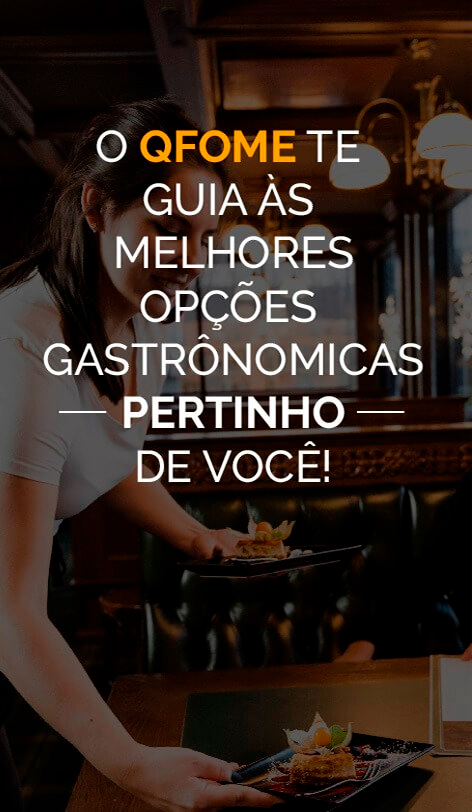 O QFOME TE
GUIA ÀS
MELHORES
OPÇÕES
GASTRÔNOMICAS
PERTINHO
DE VOCÊ!